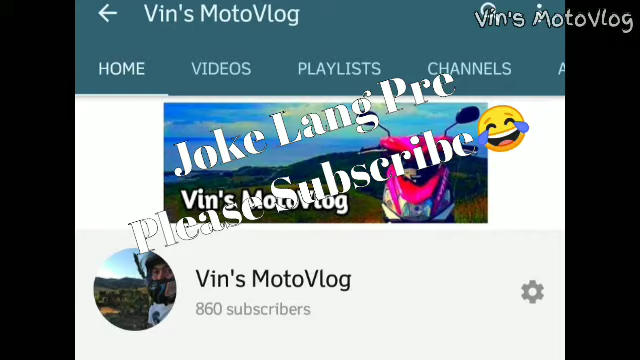 Vin's MotoVlog
Vin's MotoVlog
HOME VIDEOS PLAYLISTS CHANNELS A
Joke Lang Pre
Please Subscribe😂
Vin's MotoVlog
Vin's MotoVlog
860 subscribers